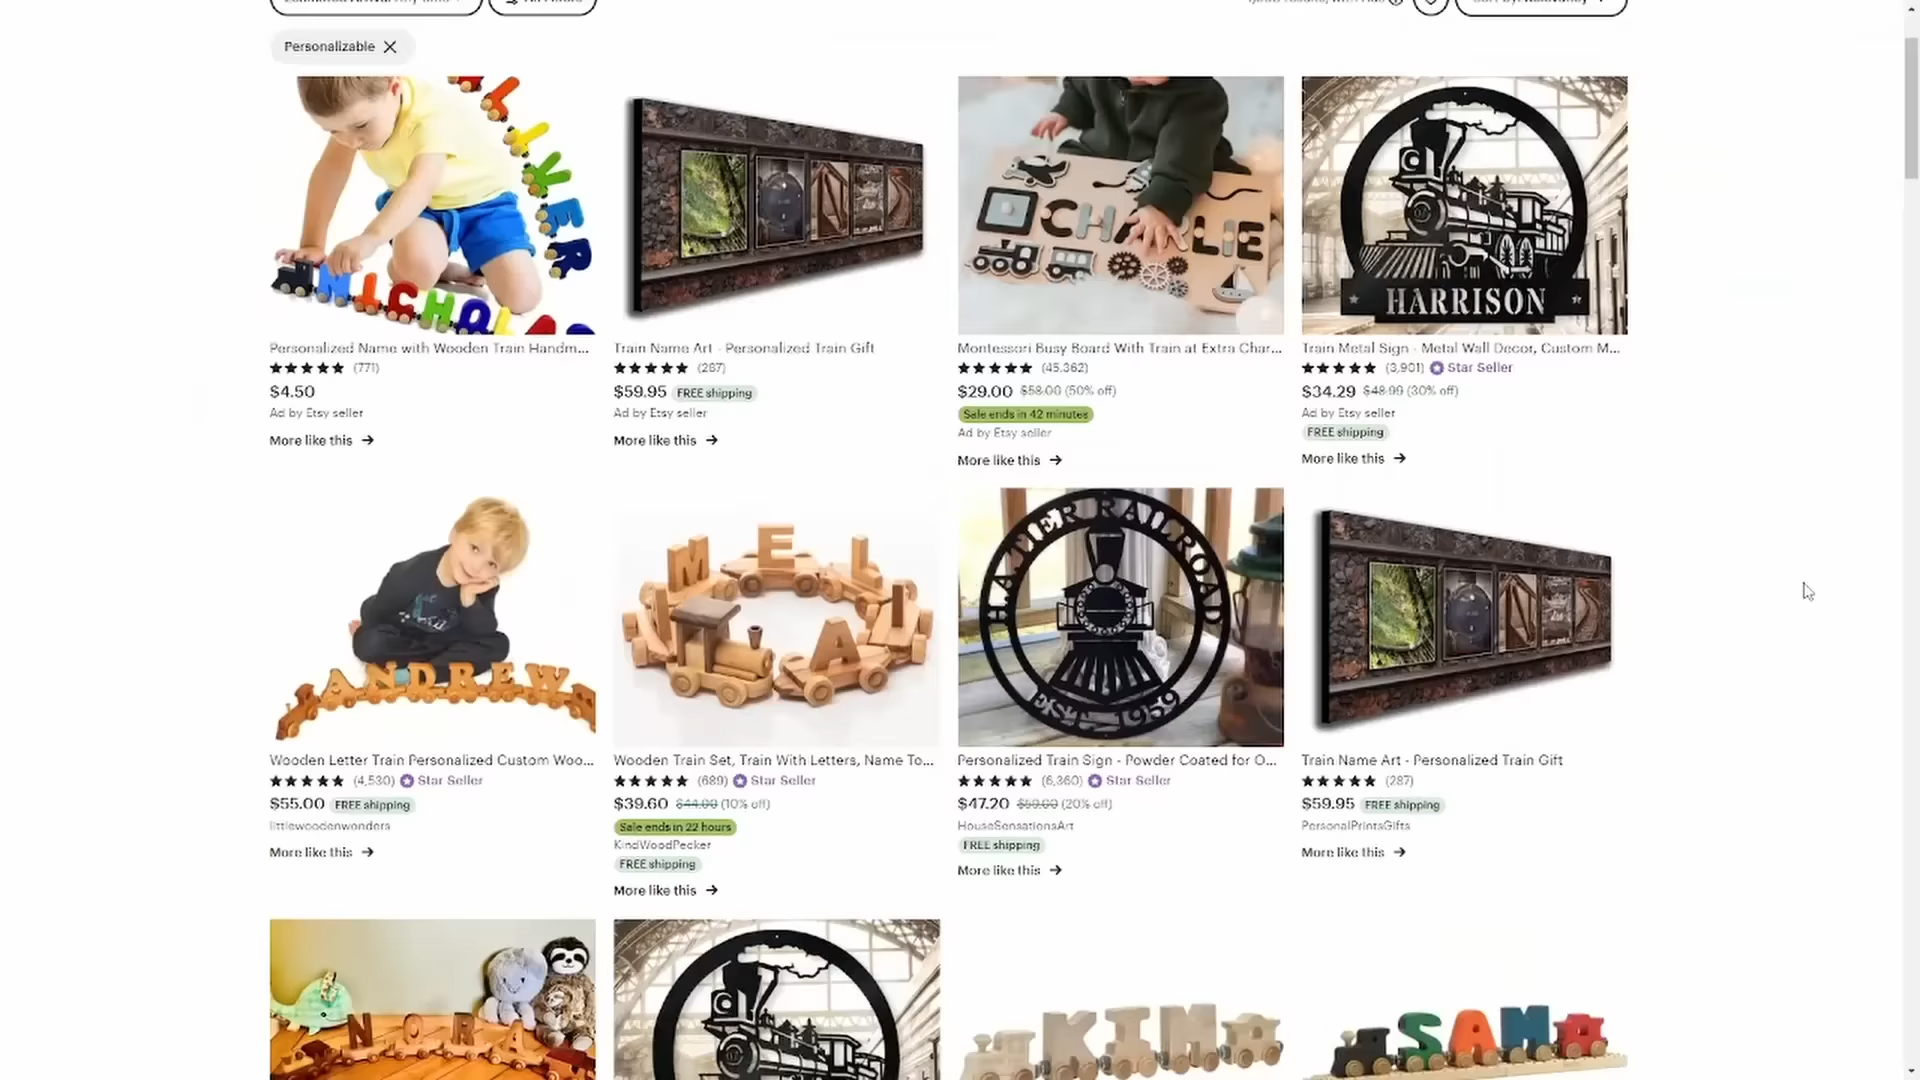 Personalizable
Personalized Name with Wooden Train Handm...
(771)
$4.50
Ad by Etsy seller
More like this
Train Name Art - Personalized Train Gift
(287)
$59.95 FREE shipping
Ad by Etsy seller
More like this
CHARLIE
Montessori Busy Board With Train at Extra Char...
(45,362)
$29.00 $58.00 (50% off)
Sale ends in 42 minutes
Ad by Etsy seller
More like this
HARRISON
Train Metal Sign - Metal Wall Decor, Custom M...
(3,901) Star Seller
$34.29 $48.99 (30% off)
Ad by Etsy seller
FREE shipping
More like this
ANDREW
Wooden Letter Train Personalized Custom Woo...
(4,530) Star Seller
$55.00 FREE shipping
littlewoodenwonders
More like this
Wooden Train Set, Train With Letters, Name To...
(689) Star Seller
$39.60 $44.00 (10% off)
Sale ends in 22 hours
KindWoodPecker
FREE shipping
More like this
RAILROAD
EST - 1959
Personalized Train Sign - Powder Coated for O...
(6,360) Star Seller
$47.20 $59.00 (20% off)
HouseSensationsArt
FREE shipping
More like this
Train Name Art - Personalized Train Gift
(287)
$59.95 FREE shipping
PersonalPrintsGifts
More like this
NORA
KIM
SAM